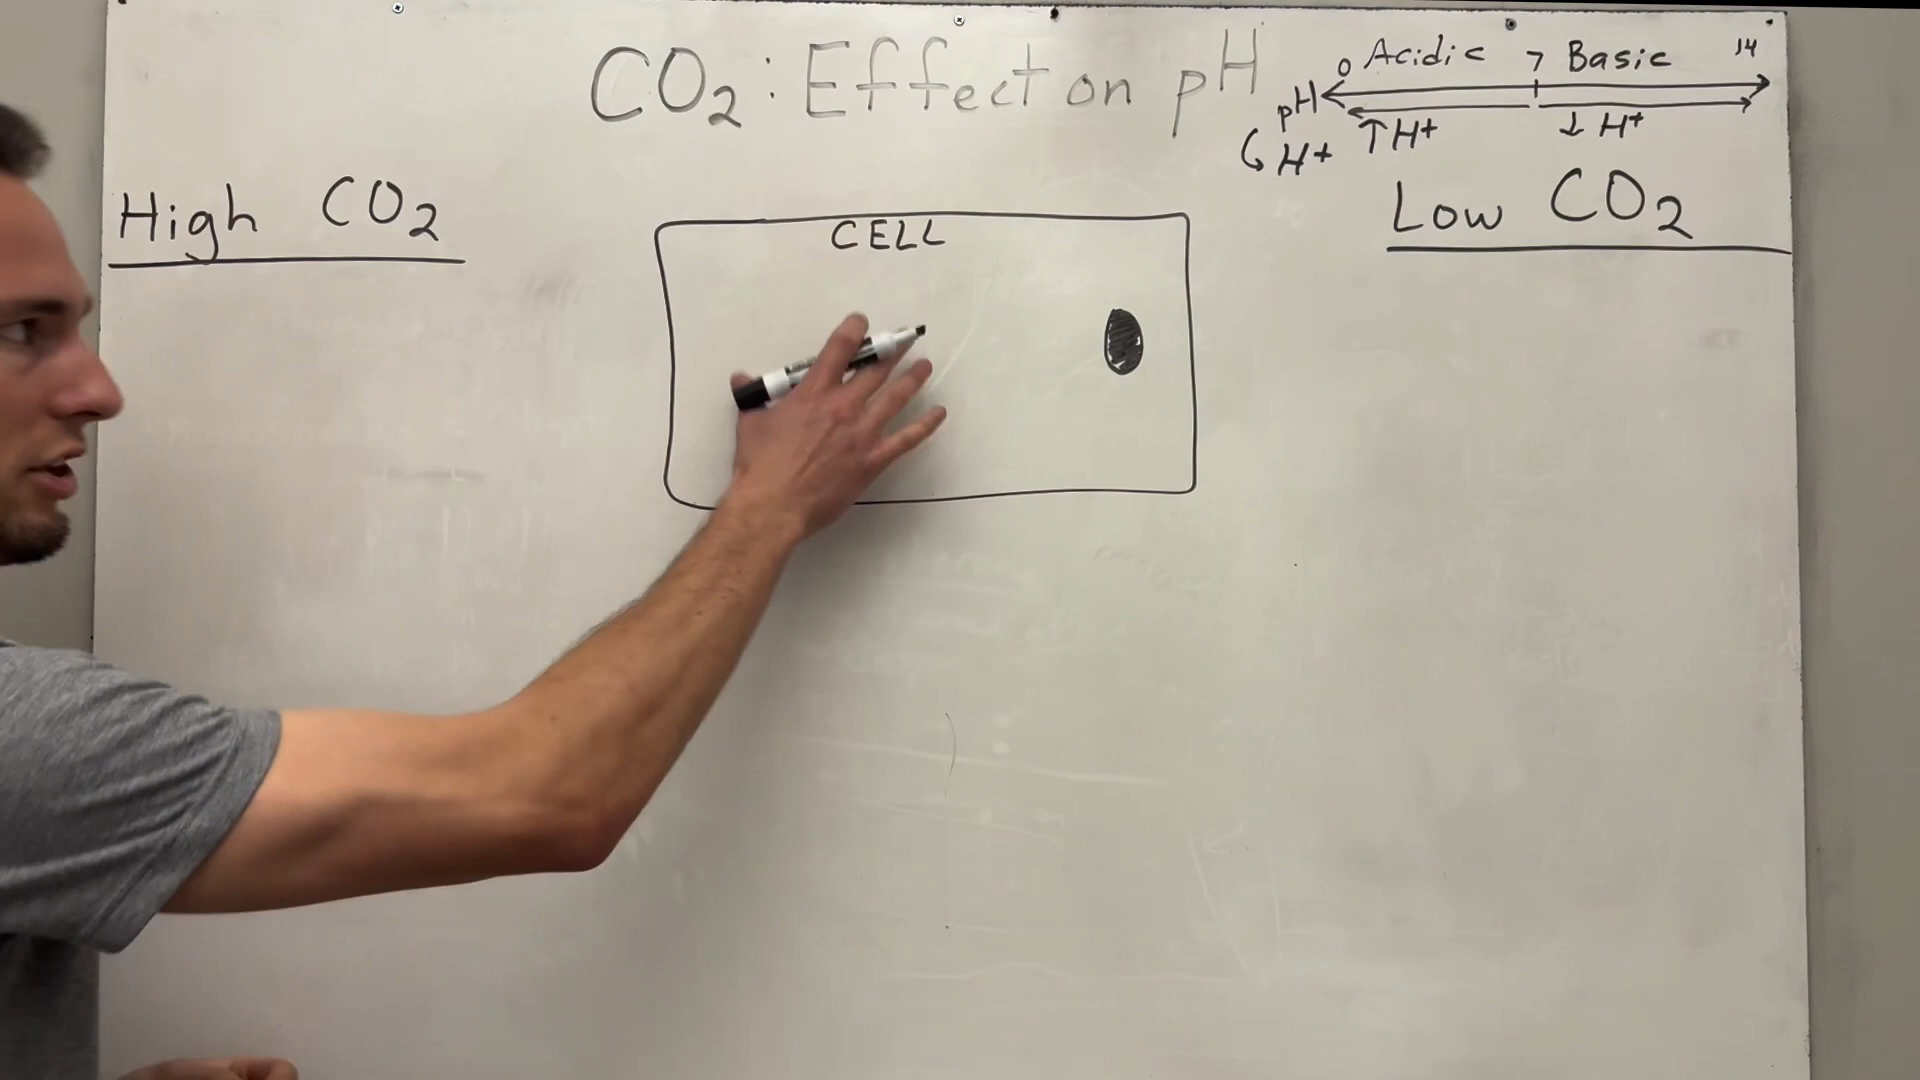 CO2: Effect on pH
0 Acidic 7 Basic 14
pH
↑H+ ↓ H+
H+
High CO2
CELL
Low CO2